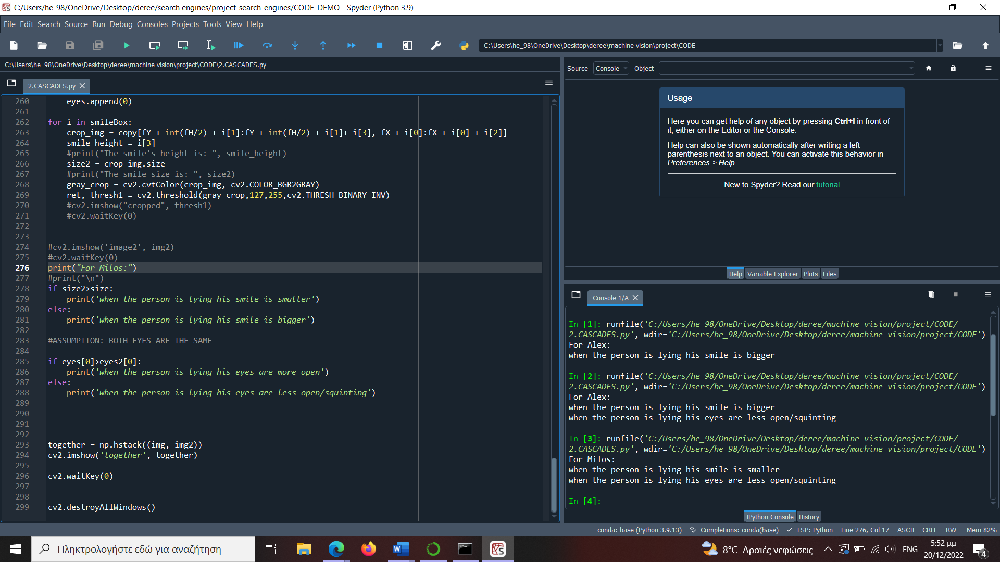 C:/Users/he_98/OneDrive/Desktop/deree/search engines/project_search_engines/CODE_DEMO - Spyder (Python 3.9)
File Edit Search Source Run Debug Consoles Projects Tools View Help
C:\Users\he_98\OneDrive\Desktop\deree\machine vision\project\CODE
C:\Users\he_98\OneDrive\Desktop\deree\machine vision\project\CODE\2.CASCADES.py
2.CASCADES.py
260 eyes.append(0)
261
262 for i in smileBox:
263 crop_img = copy[fY + int(fH/2) + i[1]:fY + int(fH/2) + i[1]+ i[3], fX + i[0]:fX + i[0] + i[2]]
264 smile_height = i[3]
265 #print("The smile's height is: ", smile_height)
266 size2 = crop_img.size
267 #print("The smile size is: ", size2)
268 gray_crop = cv2.cvtColor(crop_img, cv2.COLOR_BGR2GRAY)
269 ret, thresh1 = cv2.threshold(gray_crop,127,255,cv2.THRESH_BINARY_INV)
270 #cv2.imshow("cropped", thresh1)
271 #cv2.waitKey(0)
272
273
274 #cv2.imshow('image2', img2)
275 #cv2.waitKey(0)
276 print("For Milos:")
277 #print("\n")
278 if size2>size:
279 print('when the person is lying his smile is smaller')
280 else:
281 print('when the person is lying his smile is bigger')
282
283 #ASSUMPTION: BOTH EYES ARE THE SAME
284
285 if eyes[0]>eyes2[0]:
286 print('when the person is lying his eyes are more open')
287 else:
288 print('when the person is lying his eyes are less open/squinting')
289
290
291
292
293 together = np.hstack((img, img2))
294 cv2.imshow('together', together)
295
296 cv2.waitKey(0)
297
298
299 cv2.destroyAllWindows()
Source Console Object
Usage
Here you can get help of any object by pressing Ctrl+I in front of
it, either on the Editor or the Console.
Help can also be shown automatically after writing a left
parenthesis next to an object. You can activate this behavior in
Preferences > Help.
New to Spyder? Read our tutorial
Help Variable Explorer Plots Files
Console 1/A
In [1]: runfile('C:/Users/he_98/OneDrive/Desktop/deree/machine vision/project/CODE/
2.CASCADES.py', wdir='C:/Users/he_98/OneDrive/Desktop/deree/machine vision/project/CODE')
For Alex:
when the person is lying his smile is bigger
In [2]: runfile('C:/Users/he_98/OneDrive/Desktop/deree/machine vision/project/CODE/
2.CASCADES.py', wdir='C:/Users/he_98/OneDrive/Desktop/deree/machine vision/project/CODE')
For Alex:
when the person is lying his smile is bigger
when the person is lying his eyes are less open/squinting
In [3]: runfile('C:/Users/he_98/OneDrive/Desktop/deree/machine vision/project/CODE/
2.CASCADES.py', wdir='C:/Users/he_98/OneDrive/Desktop/deree/machine vision/project/CODE')
For Milos:
when the person is lying his smile is smaller
when the person is lying his eyes are less open/squinting
In [4]:
IPython Console History
conda: base (Python 3.9.13) Completions: conda(base) LSP: Python Line 276, Col 17 ASCII CRLF RW Mem 82%
Πληκτρολογήστε εδώ για αναζήτηση
8°C Αραιές νεφώσεις
ENG
5:52 μμ
20/12/2022
4